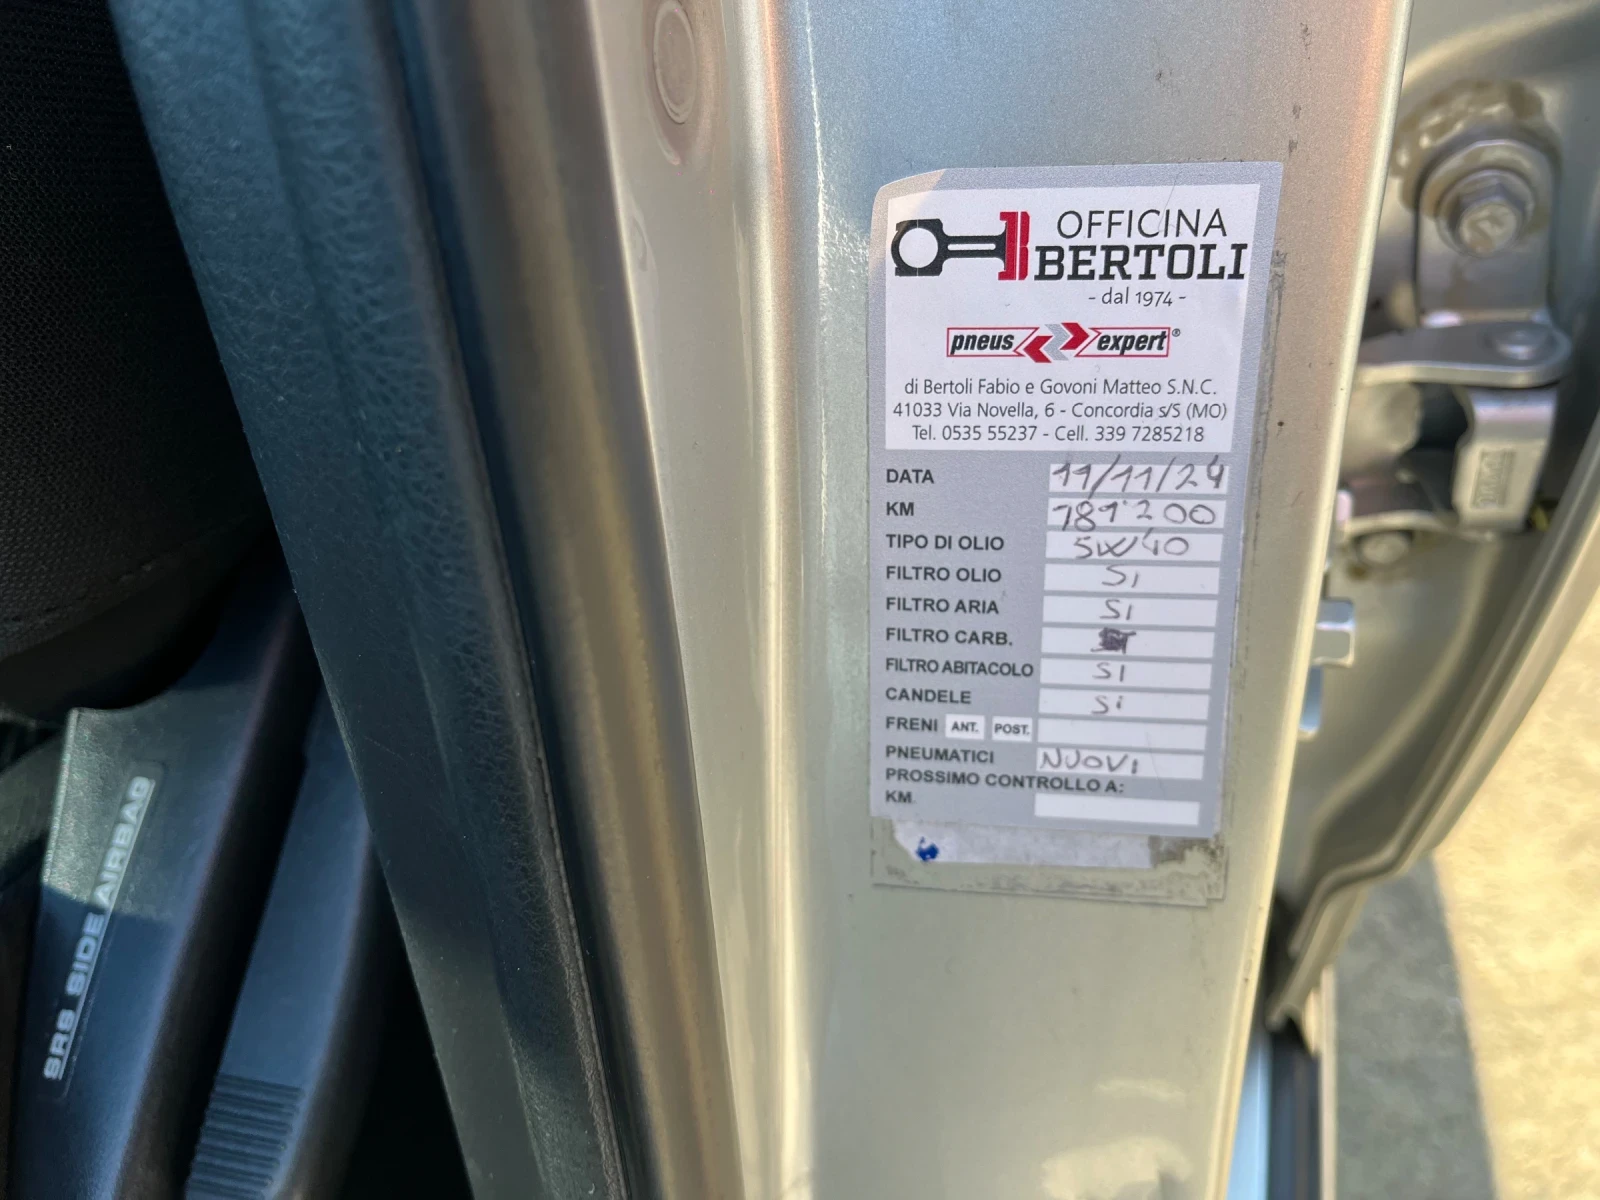 OFFICINA
BERTOLI
- dal 1974 -
pneus expert®
di Bertoli Fabio e Govoni Matteo S.N.C.
41033 Via Novella, 6 - Concordia s/S (MO)
Tel. 0535 55237 - Cell. 339 7285218
DATA 11/11/24
KM 181'200
TIPO DI OLIO 5W40
FILTRO OLIO Si
FILTRO ARIA Si
FILTRO CARB.
FILTRO ABITACOLO Si
CANDELE Si
FRENI ANT. POST.
PNEUMATICI NUOVI
PROSSIMO CONTROLLO A:
KM.
SRS SIDE AIRBAG